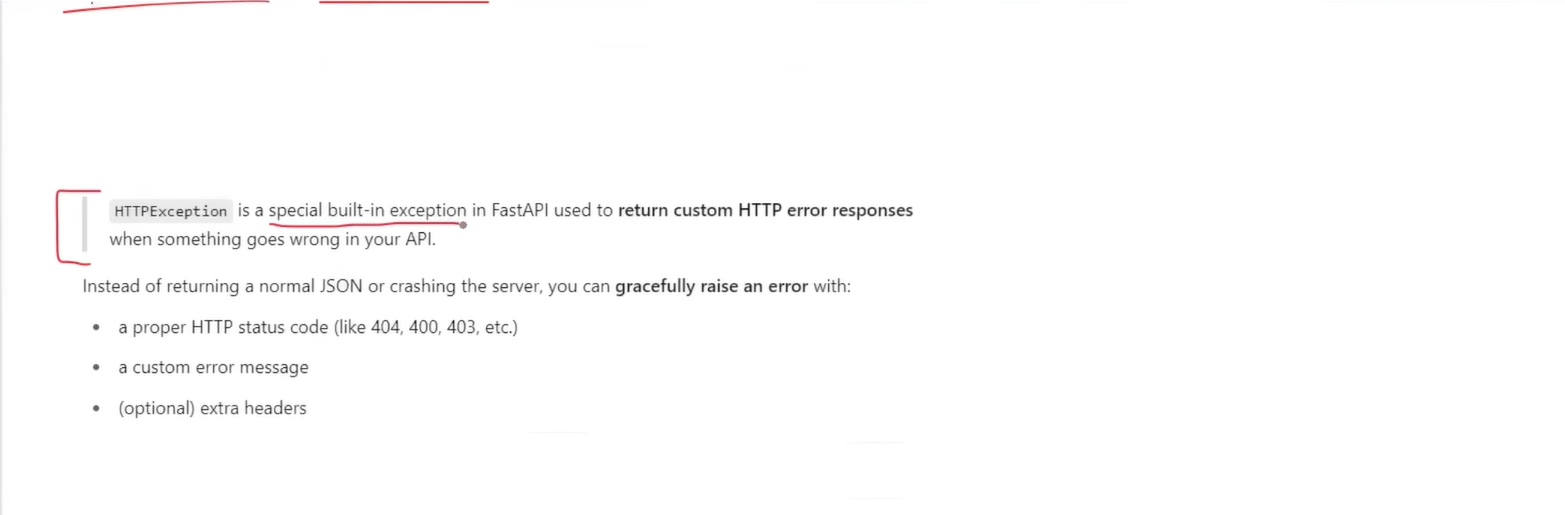 HTTPException is a special built-in exception in FastAPI used to return custom HTTP error responses
when something goes wrong in your API.
Instead of returning a normal JSON or crashing the server, you can gracefully raise an error with:
• a proper HTTP status code (like 404, 400, 403, etc.)
• a custom error message
• (optional) extra headers